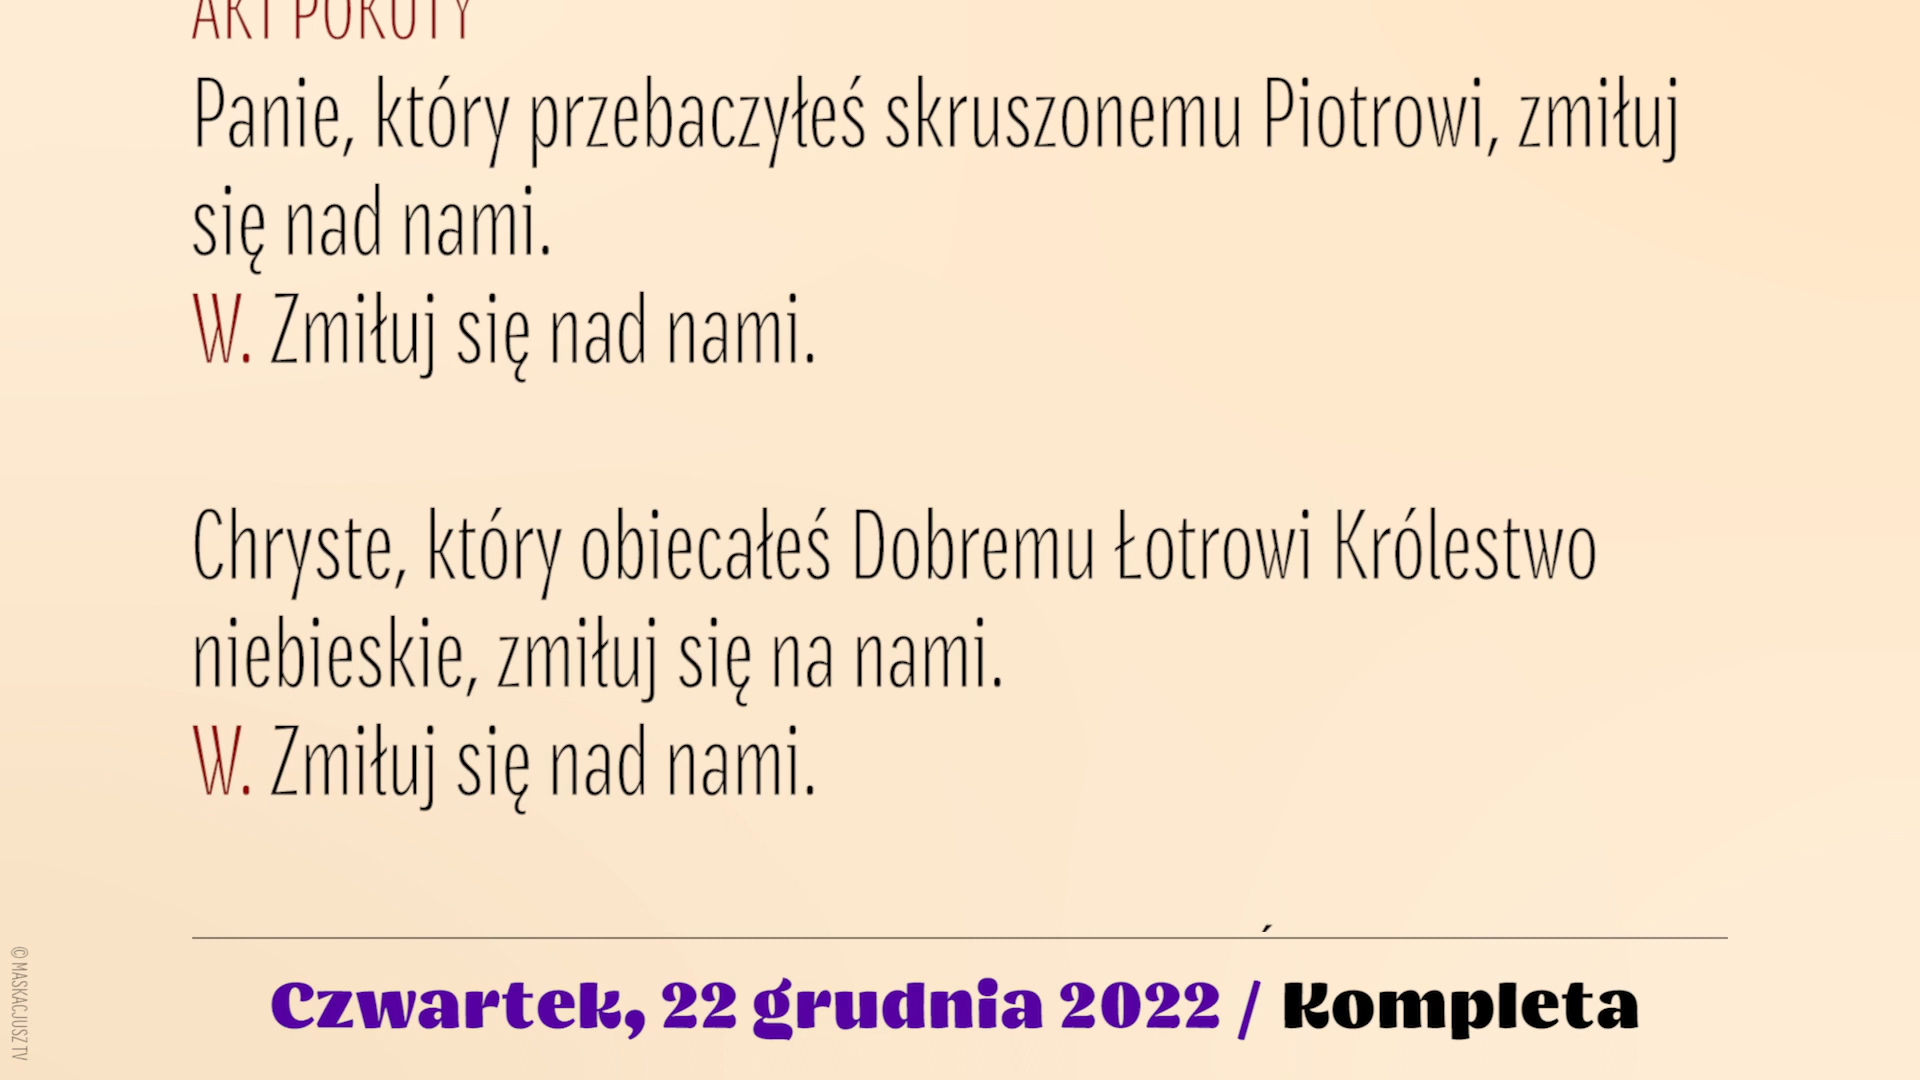 AKT POKUTY
Panie, który przebaczyłeś skruszonemu Piotrowi, zmiłuj
się nad nami.
W. Zmiłuj się nad nami.
Chryste, który obiecałeś Dobremu Łotrowi Królestwo
niebieskie, zmiłuj się na nami.
W. Zmiłuj się nad nami.
Czwartek, 22 grudnia 2022 / Kompleta
© MASKACJUSZ TV